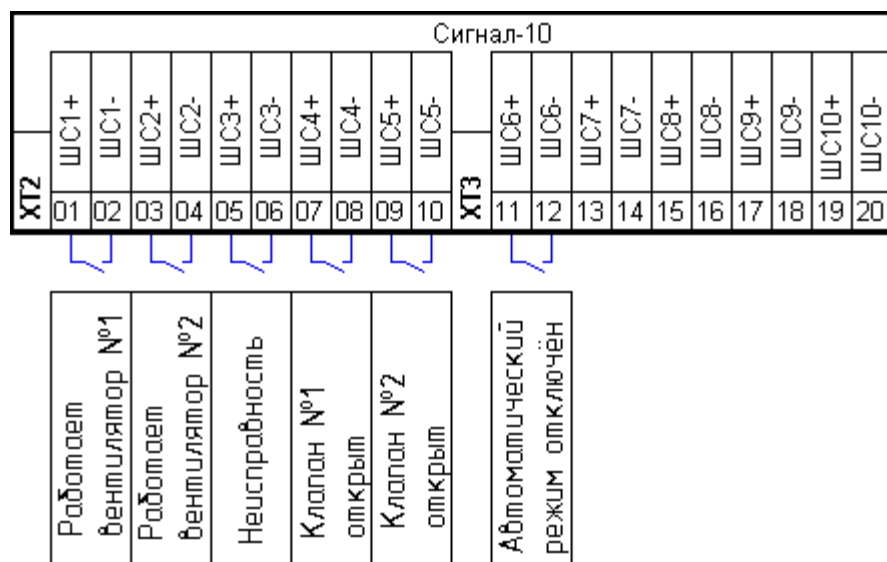 Сигнал-10
ХТ2
ШС1+
ШС1-
ШС2+
ШС2-
ШС3+
ШС3-
ШС4+
ШС4-
ШС5+
ШС5-
ХТ3
ШС6+
ШС6-
ШС7+
ШС7-
ШС8+
ШС8-
ШС9+
ШС9-
ШС10+
ШС10-
01
02
03
04
05
06
07
08
09
10
11
12
13
14
15
16
17
18
19
20
Работает
вентилятор №1
Работает
вентилятор №2
Неисправность
Клапан №1
открыт
Клапан №2
открыт
Автоматический
режим отключён